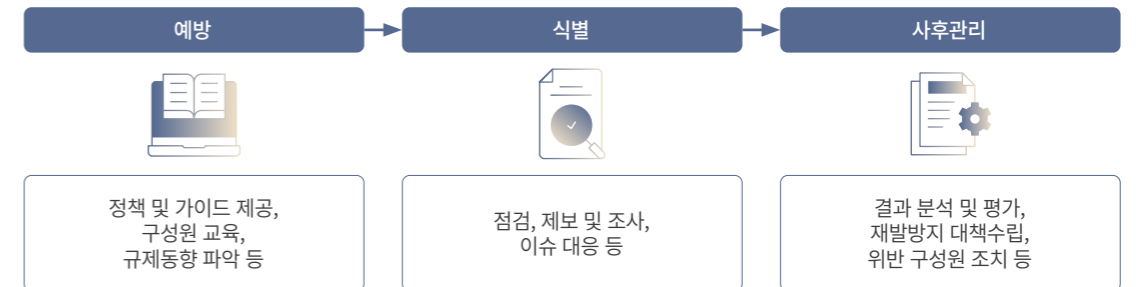 예방
식별
사후관리
정책 및 가이드 제공,
구성원 교육,
규제동향 파악 등
점검, 제보 및 조사,
이슈 대응 등
결과 분석 및 평가,
재발방지 대책수립,
위반 구성원 조치 등